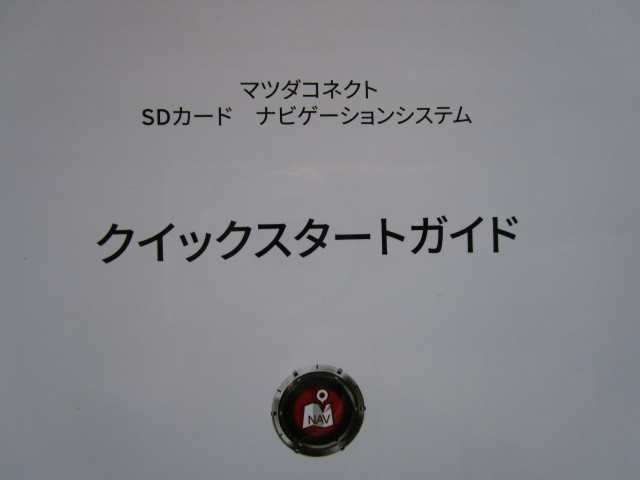 マツダコネクト
SDカード　ナビゲーションシステム
クイックスタートガイド
NAV